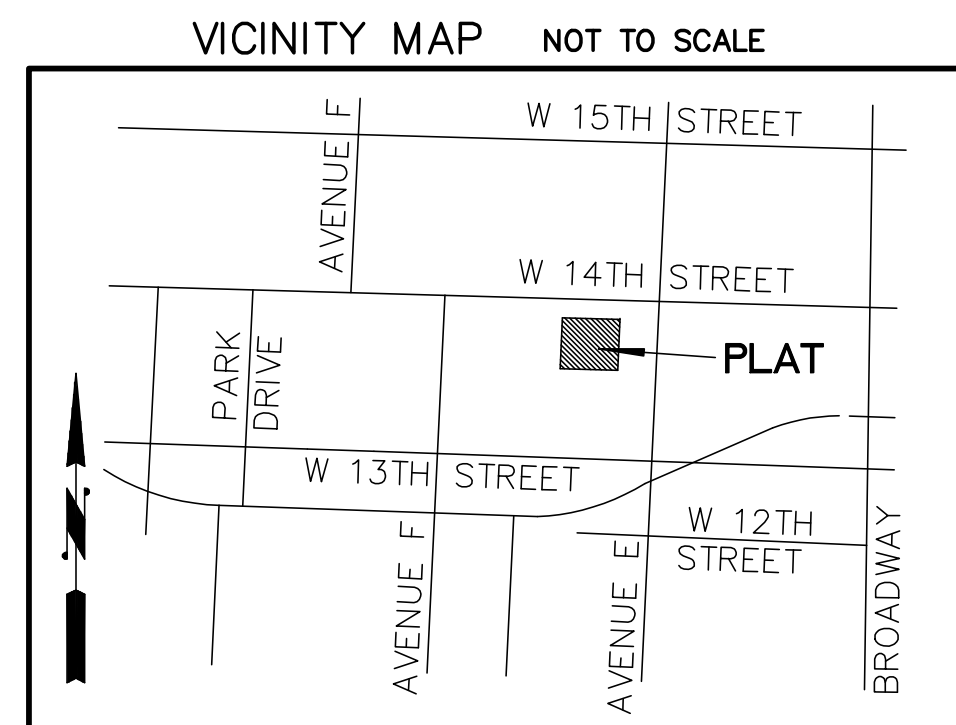 VICINITY MAP NOT TO SCALE
W 15TH STREET
AVENUE F
W 14TH STREET
PARK
DRIVE
PLAT
W 13TH STREET
W 12TH
STREET
AVENUE F
AVENUE E
BROADWAY
N